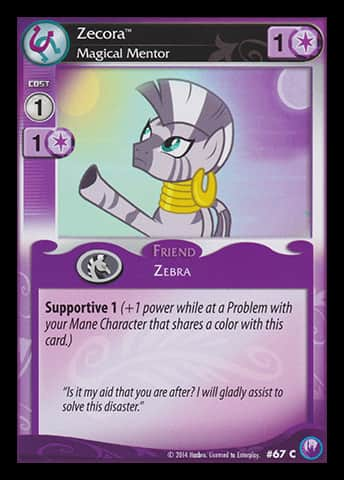 Zecora™
Magical Mentor
1
COST
1
1
FRIEND
ZEBRA
Supportive 1 (+1 power while at a Problem with
your Mane Character that shares a color with this
card.)
“Is it my aid that you are after? I will gladly assist to
solve this disaster.”
© 2014 Hasbro. Licensed to Enterplay. #67 C